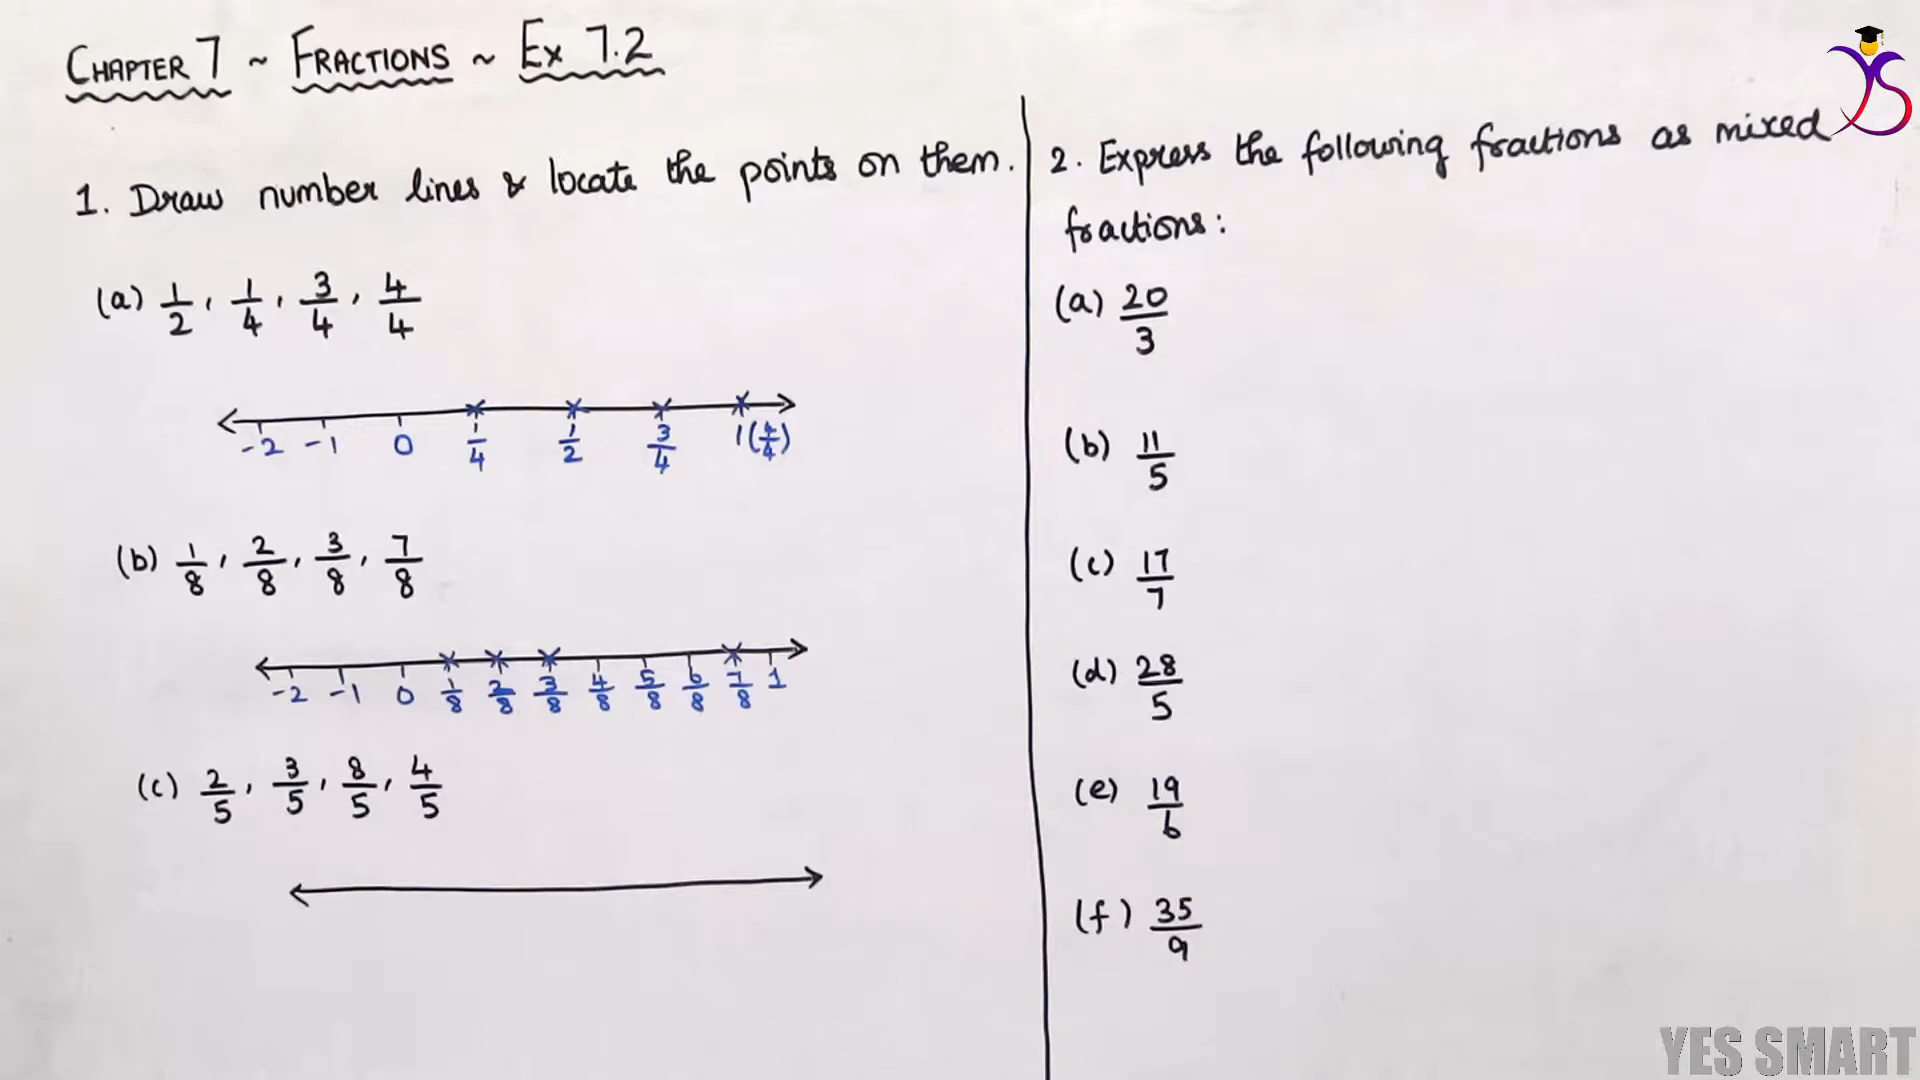 CHAPTER 7 ~ FRACTIONS ~ Ex 7.2
1. Draw number lines & locate the points on them.
(a) 1/2, 1/4, 3/4, 4/4
-2 -1 0 1/4 1/2 3/4 1(4/4)
(b) 1/8, 2/8, 3/8, 7/8
-2 -1 0 1/8 2/8 3/8 4/8 5/8 6/8 7/8 1
(c) 2/5, 3/5, 8/5, 4/5
2. Express the following fractions as mixed
fractions:
(a) 20/3
(b) 11/5
(c) 17/7
(d) 28/5
(e) 19/6
(f) 35/9
YS
YES SMART